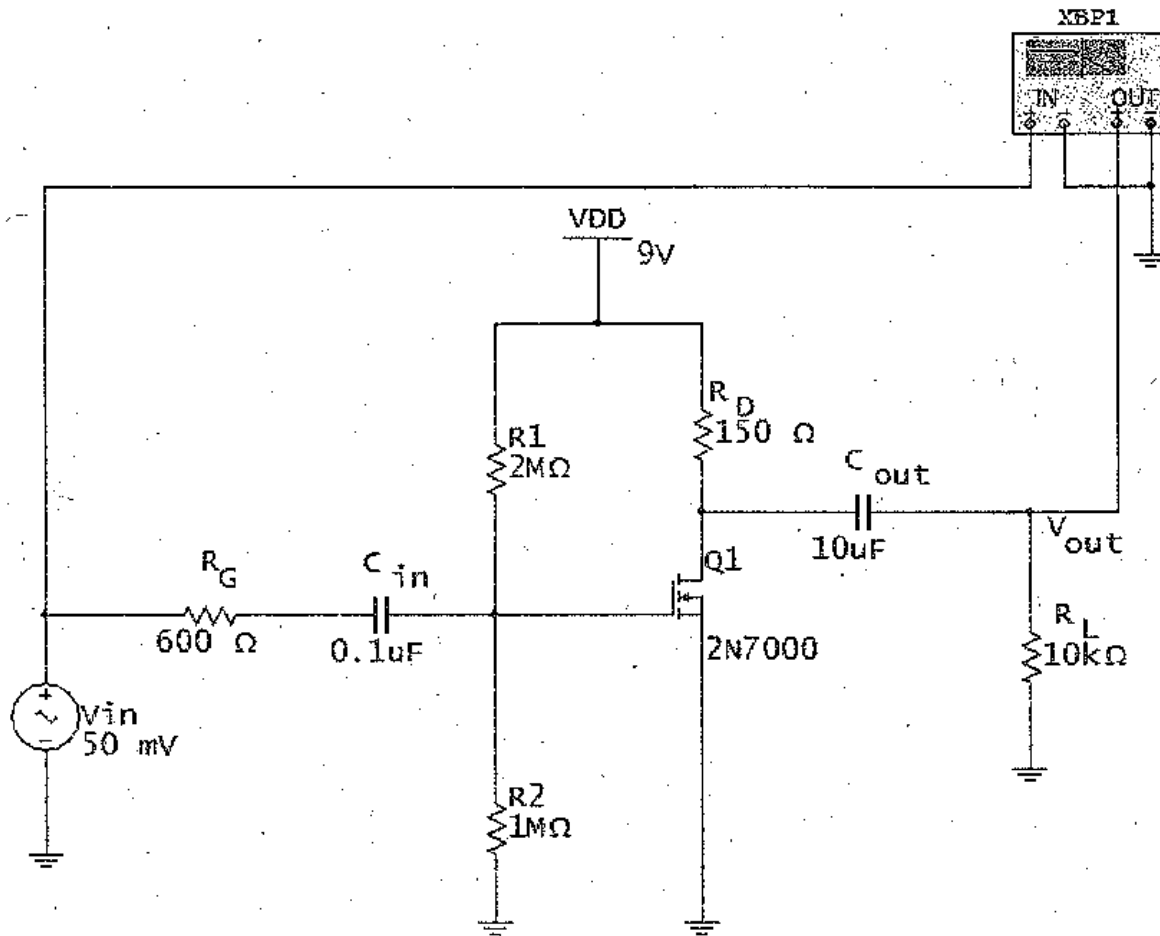 XBP1
IN OUT
+ - + -
VDD
9V
R D
150 Ω
R1
2MΩ
C out
10uF
V out
R G
600 Ω
C in
0.1uF
Q1
2N7000
R L
10kΩ
+
Vin
50 mV
-
R2
1MΩ